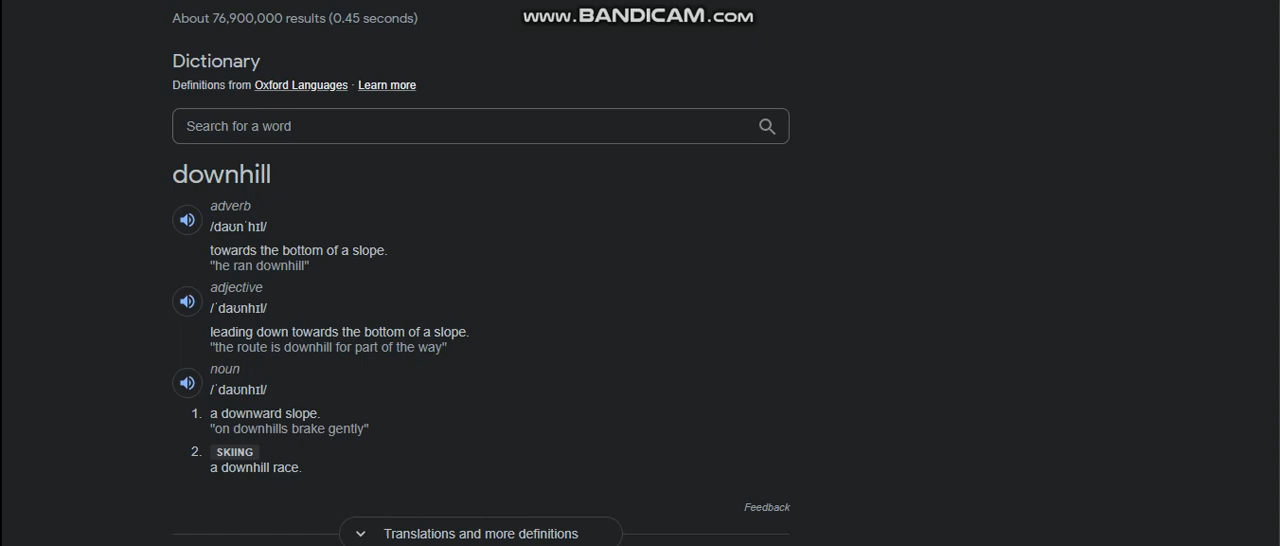 About 76,900,000 results (0.45 seconds)
www.BANDICAM.com
Dictionary
Definitions from Oxford Languages · Learn more
Search for a word
downhill
adverb
/daʊnˈhɪl/
towards the bottom of a slope.
"he ran downhill"
adjective
/ˈdaʊnhɪl/
leading down towards the bottom of a slope.
"the route is downhill for part of the way"
noun
/ˈdaʊnhɪl/
1. a downward slope.
"on downhills brake gently"
2. SKIING
a downhill race.
Feedback
Translations and more definitions